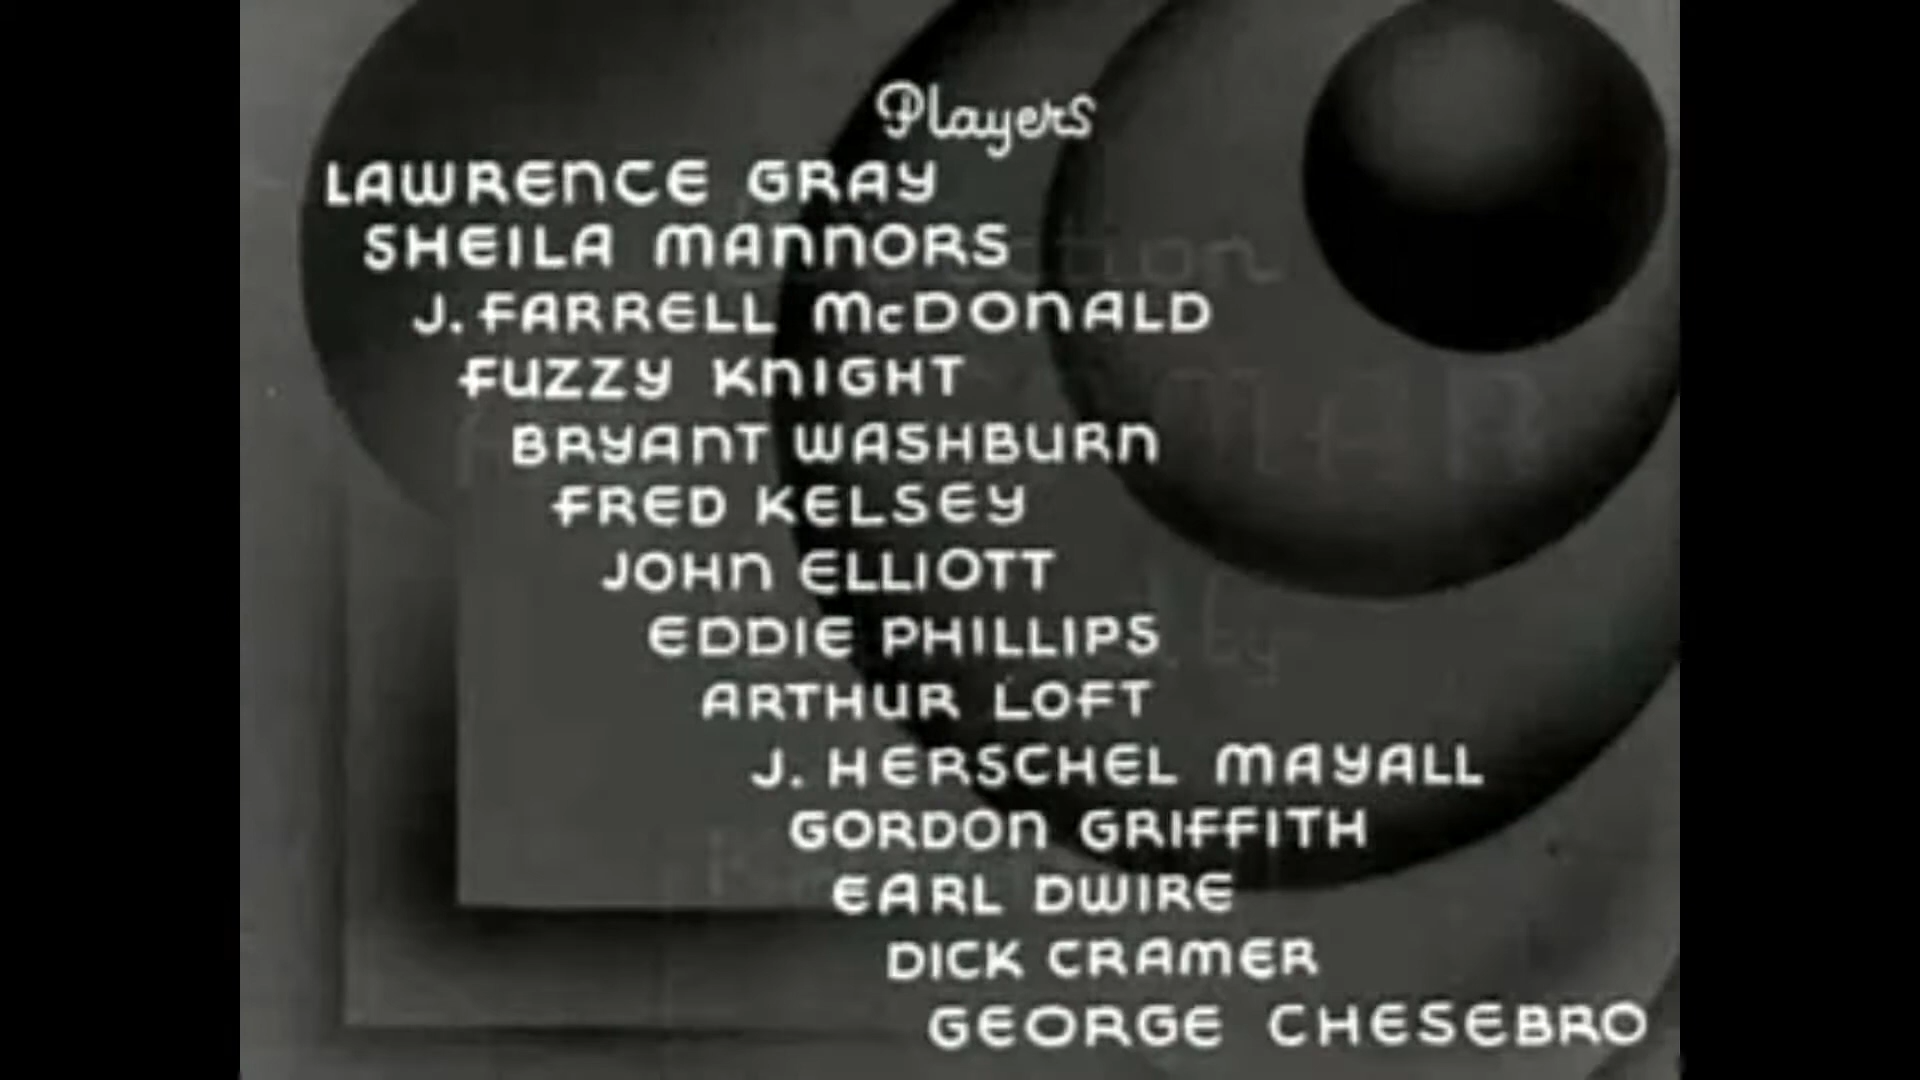 Players
LAWRENCE GRAY
SHEILA MANNORS
J. FARRELL McDONALD
FUZZY KNIGHT
BRYANT WASHBURN
FRED KELSEY
JOHN ELLIOTT
EDDIE PHILLIPS
ARTHUR LOFT
J. HERSCHEL MAYALL
GORDON GRIFFITH
EARL DWIRE
DICK CRAMER
GEORGE CHESEBRO